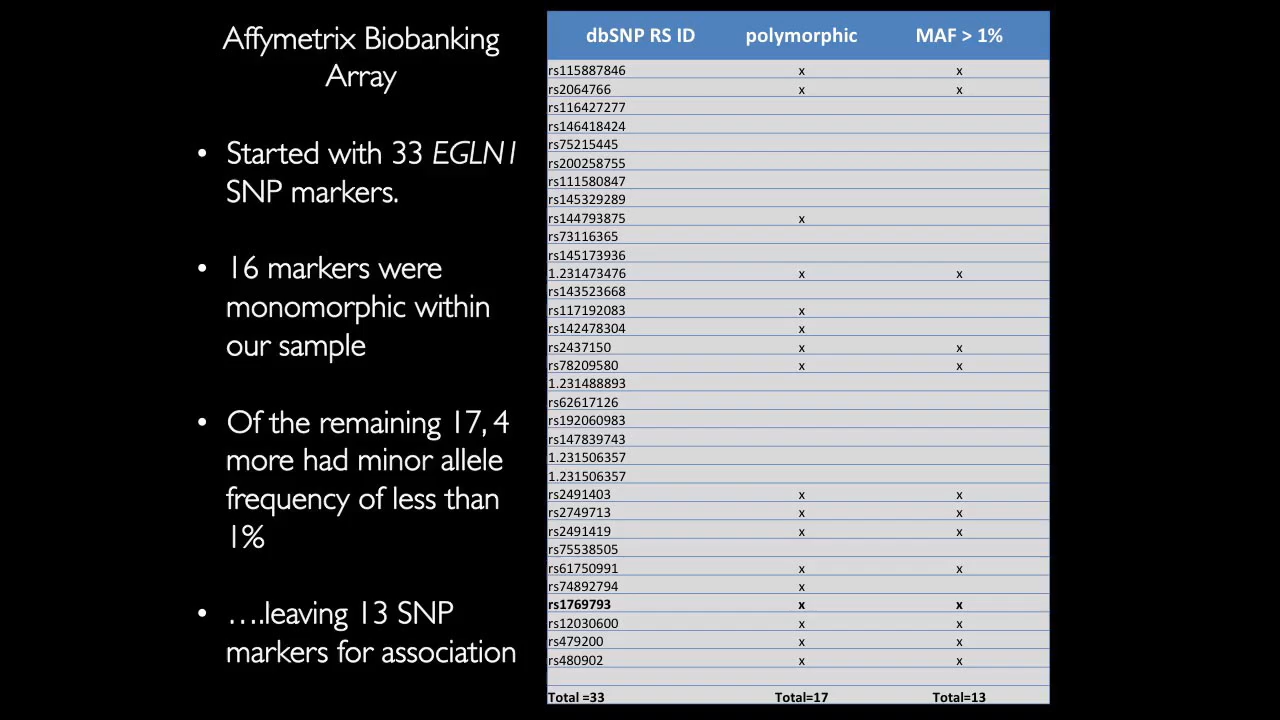 Affymetrix Biobanking
Array
• Started with 33 EGLN1
SNP markers.
• 16 markers were
monomorphic within
our sample
• Of the remaining 17, 4
more had minor allele
frequency of less than
1%
• ….leaving 13 SNP
markers for association
dbSNP RS ID polymorphic MAF > 1%
rs115887846 x x
rs2064766 x x
rs116427277
rs146418424
rs75215445
rs200258755
rs111580847
rs145329289
rs144793875 x
rs73116365
rs145173936
1.231473476 x x
rs143523668
rs117192083 x
rs142478304 x
rs2437150 x x
rs78209580 x x
1.231488893
rs62617126
rs192060983
rs147839743
1.231506357
1.231506357
rs2491403 x x
rs2749713 x x
rs2491419 x x
rs75538505
rs61750991 x x
rs74892794 x
rs1769793 x x
rs12030600 x x
rs479200 x x
rs480902 x x
Total =33 Total=17 Total=13